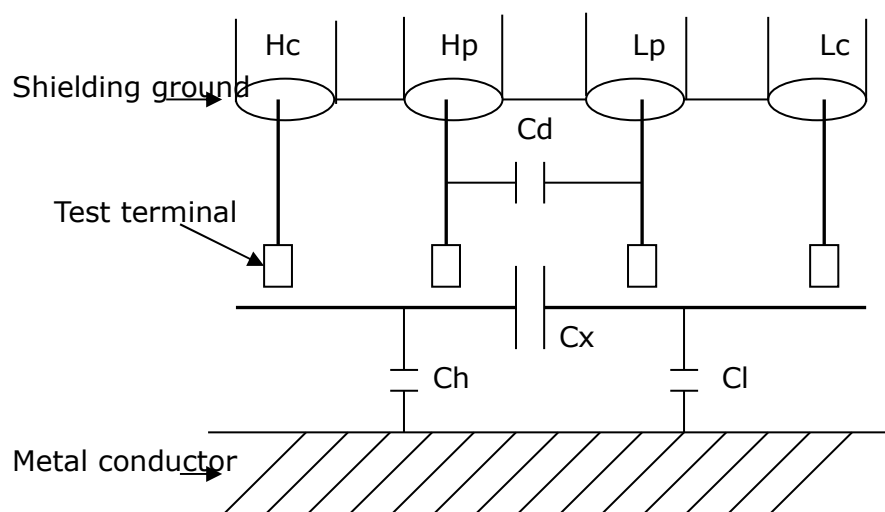 Hc
Hp
Lp
Lc
Shielding ground
Cd
Test terminal
Cx
Ch
Cl
Metal conductor